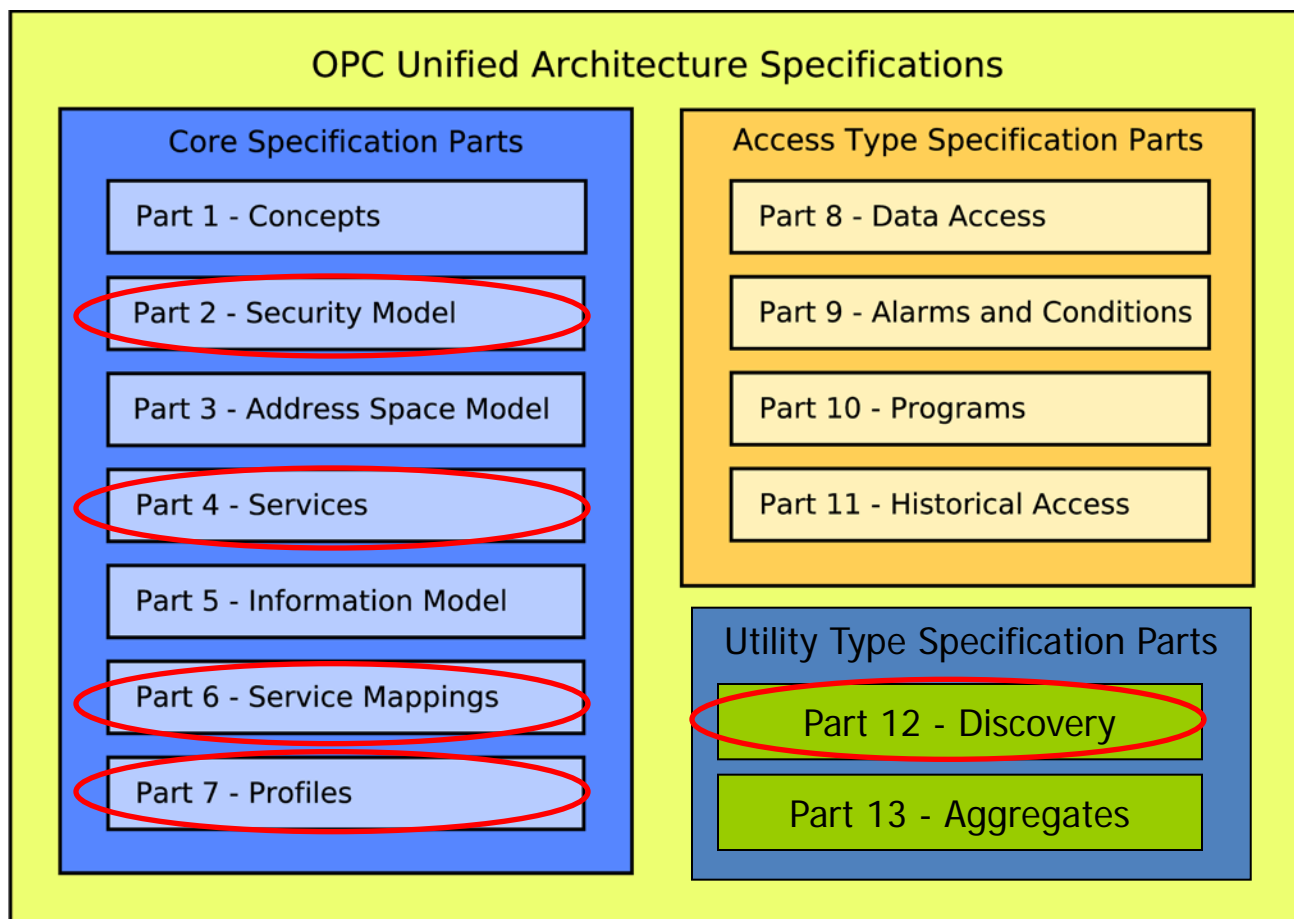 OPC Unified Architecture Specifications
Core Specification Parts
Part 1 - Concepts
Part 2 - Security Model
Part 3 - Address Space Model
Part 4 - Services
Part 5 - Information Model
Part 6 - Service Mappings
Part 7 - Profiles
Access Type Specification Parts
Part 8 - Data Access
Part 9 - Alarms and Conditions
Part 10 - Programs
Part 11 - Historical Access
Utility Type Specification Parts
Part 12 - Discovery
Part 13 - Aggregates